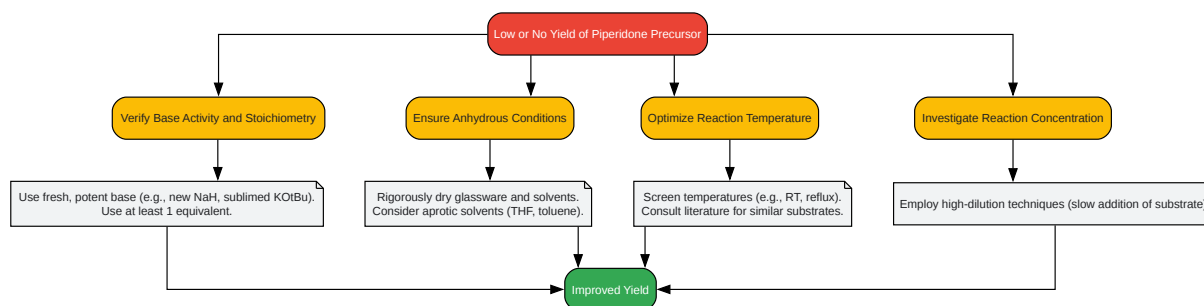 Low or No Yield of Piperidone Precursor
Verify Base Activity and Stoichiometry
Ensure Anhydrous Conditions
Optimize Reaction Temperature
Investigate Reaction Concentration
Use fresh, potent base (e.g., new NaH, sublimed KOtBu).
Use at least 1 equivalent.
Rigorously dry glassware and solvents.
Consider aprotic solvents (THF, toluene).
Screen temperatures (e.g., RT, reflux).
Consult literature for similar substrates.
Employ high-dilution techniques (slow addition of substrate)
Improved Yield